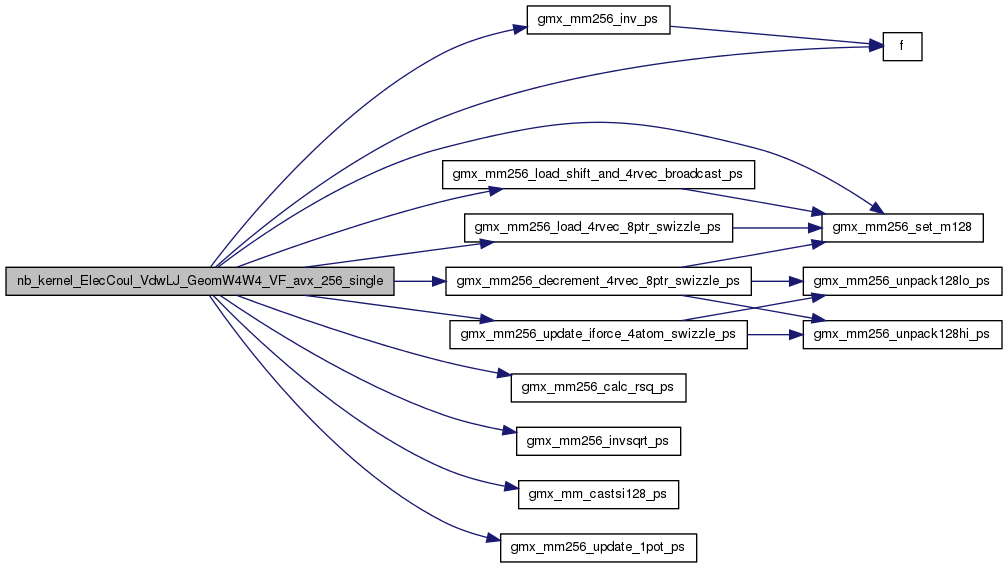 gmx_mm256_inv_ps
f
gmx_mm256_load_shift_and_4rvec_broadcast_ps
gmx_mm256_load_4rvec_8ptr_swizzle_ps
gmx_mm256_set_m128
nb_kernel_ElecCoul_VdwLJ_GeomW4W4_VF_avx_256_single
gmx_mm256_decrement_4rvec_8ptr_swizzle_ps
gmx_mm256_unpack128lo_ps
gmx_mm256_update_iforce_4atom_swizzle_ps
gmx_mm256_unpack128hi_ps
gmx_mm256_calc_rsq_ps
gmx_mm256_invsqrt_ps
gmx_mm_castsi128_ps
gmx_mm256_update_1pot_ps